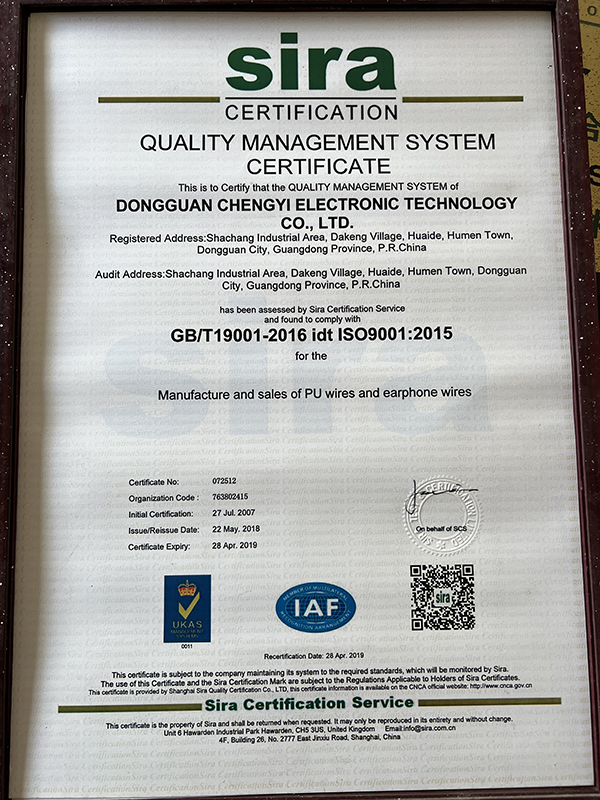 sira
CERTIFICATION
QUALITY MANAGEMENT SYSTEM
CERTIFICATE
This is to Certify that the QUALITY MANAGEMENT SYSTEM of
DONGGUAN CHENGYI ELECTRONIC TECHNOLOGY
CO., LTD.
Registered Address:Shachang Industrial Area, Dakeng Village, Huaide, Humen Town,
Dongguan City, Guangdong Province, P.R.China
Audit Address:Shachang Industrial Area, Dakeng Village, Huaide, Humen Town, Dongguan
City, Guangdong Province, P.R.China
has been assessed by Sira Certification Service
and found to comply with
GB/T19001-2016 idt ISO9001:2015
for the
Manufacture and sales of PU wires and earphone wires
Certificate No: 072512
Organization Code : 763802415
Initial Certification: 27 Jul. 2007
Issue/Reissue Date: 22 May. 2018
Certificate Expiry: 28 Apr. 2019
On behalf of SCS
UKAS
MANAGEMENT
SYSTEMS
0011
MEMBER OF MULTILATERAL
IAF
RECOGNITION ARRANGEMENT
sira
Recertification Date: 28 Apr. 2019
This certificate is subject to the company maintaining its system to the required standards, which will be monitored by Sira.
The use of this Certificate and the Sira Certification Mark are subject to the Regulations Applicable to Holders of Sira Certificates.
This certificate is provided by Shanghai Sira Quality Certification Co., LTD, this certificate information is available on the CNCA official website: http://www.cnca.gov.cn
Sira Certification Service
This certificate is the property of Sira and shall be returned when requested. It may only be reproduced in its entirety and without change.
Unit 6 Hawarden Industrial Park Hawarden, CH5 3US, United Kingdom Email:info@sira.com.cn
4F, Building 26, No. 2777 East Jinxiu Road, Shanghai, China